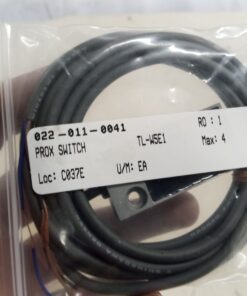 022-011-0041 RO: 1
PROX SWITCH TL-W5E1 Max: 4
Loc: C037E U/M: EA